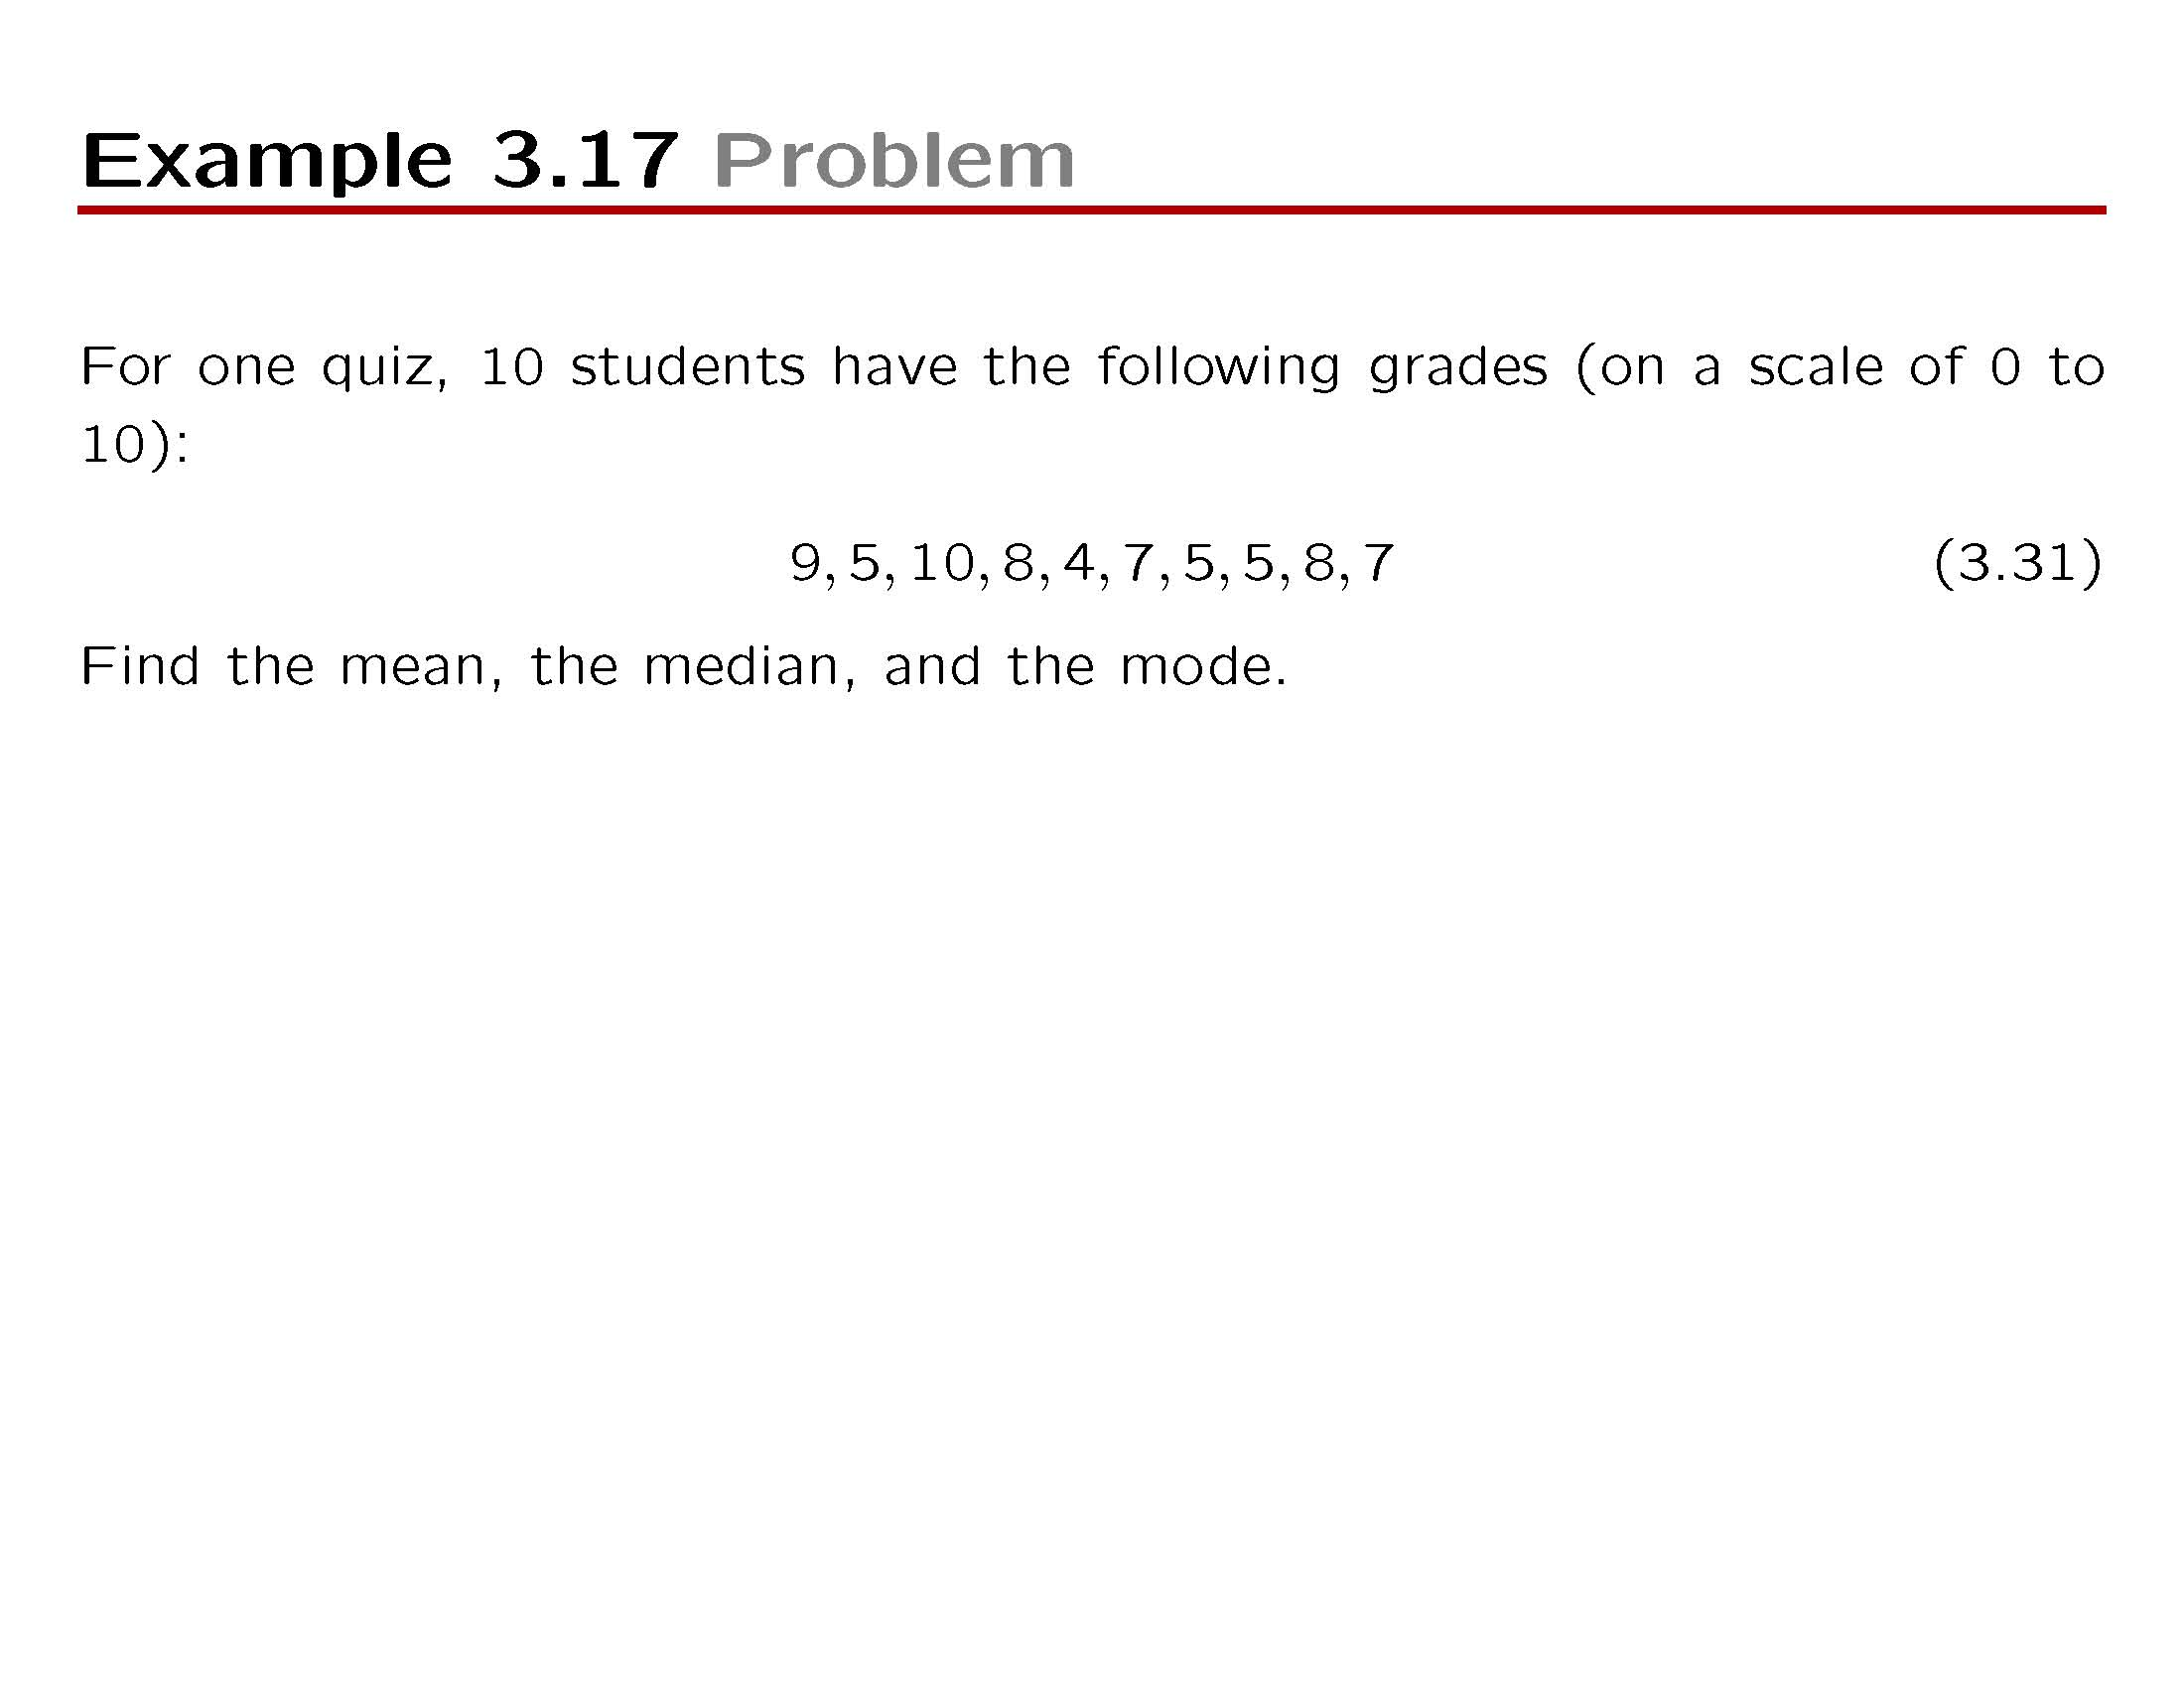 Example 3.17 Problem
For one quiz, 10 students have the following grades (on a scale of 0 to
10):
9, 5, 10, 8, 4, 7, 5, 5, 8, 7 (3.31)
Find the mean, the median, and the mode.